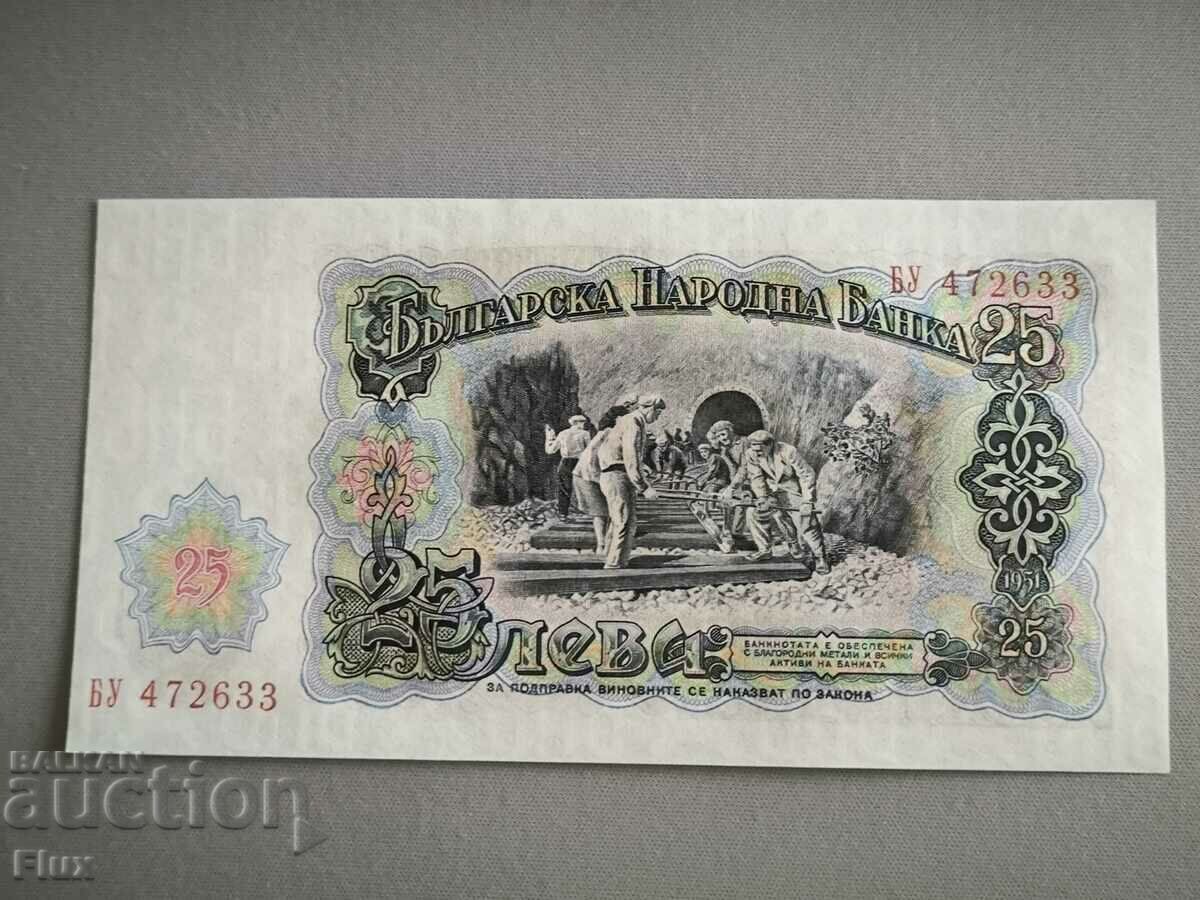 БУ 472633
Българска Народна Банка
25
25
1951
25
25 лева
БАНКНОТАТА Е ОБЕСПЕЧЕНА
С БЛАГОРОДНИ МЕТАЛИ И ВСИЧКИ
АКТИВИ НА БАНКАТА
БУ 472633
ЗА ПОДПРАВКА ВИНОВНИТЕ СЕ НАКАЗВАТ ПО ЗАКОНА
BALKAN
auction
Flux